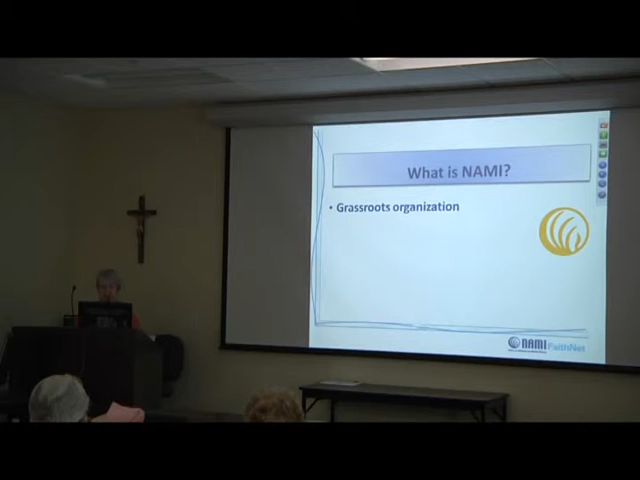 What is NAMI?
• Grassroots organization
NAMI FaithNet